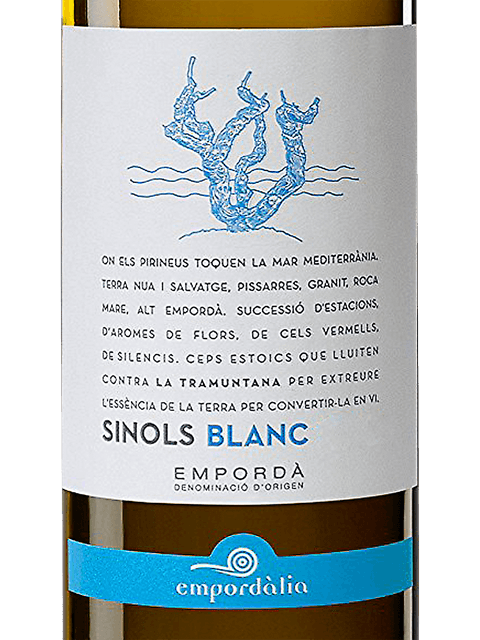 ON ELS PIRINEUS TOQUEN LA MAR MEDITERRÀNIA.
TERRA NUA I SALVATGE, PISSARRES, GRANIT, ROCA
MARE, ALT EMPORDÀ. SUCCESSIÓ D'ESTACIONS,
D'AROMES DE FLORS, DE CELS VERMELLS,
DE SILENCIS. CEPS ESTOICS QUE LLUITEN
CONTRA LA TRAMUNTANA PER EXTREURE
L'ESSÈNCIA DE LA TERRA PER CONVERTIR-LA EN VI.
SINOLS BLANC
EMPORDÀ
DENOMINACIÓ D'ORIGEN
empordàlia